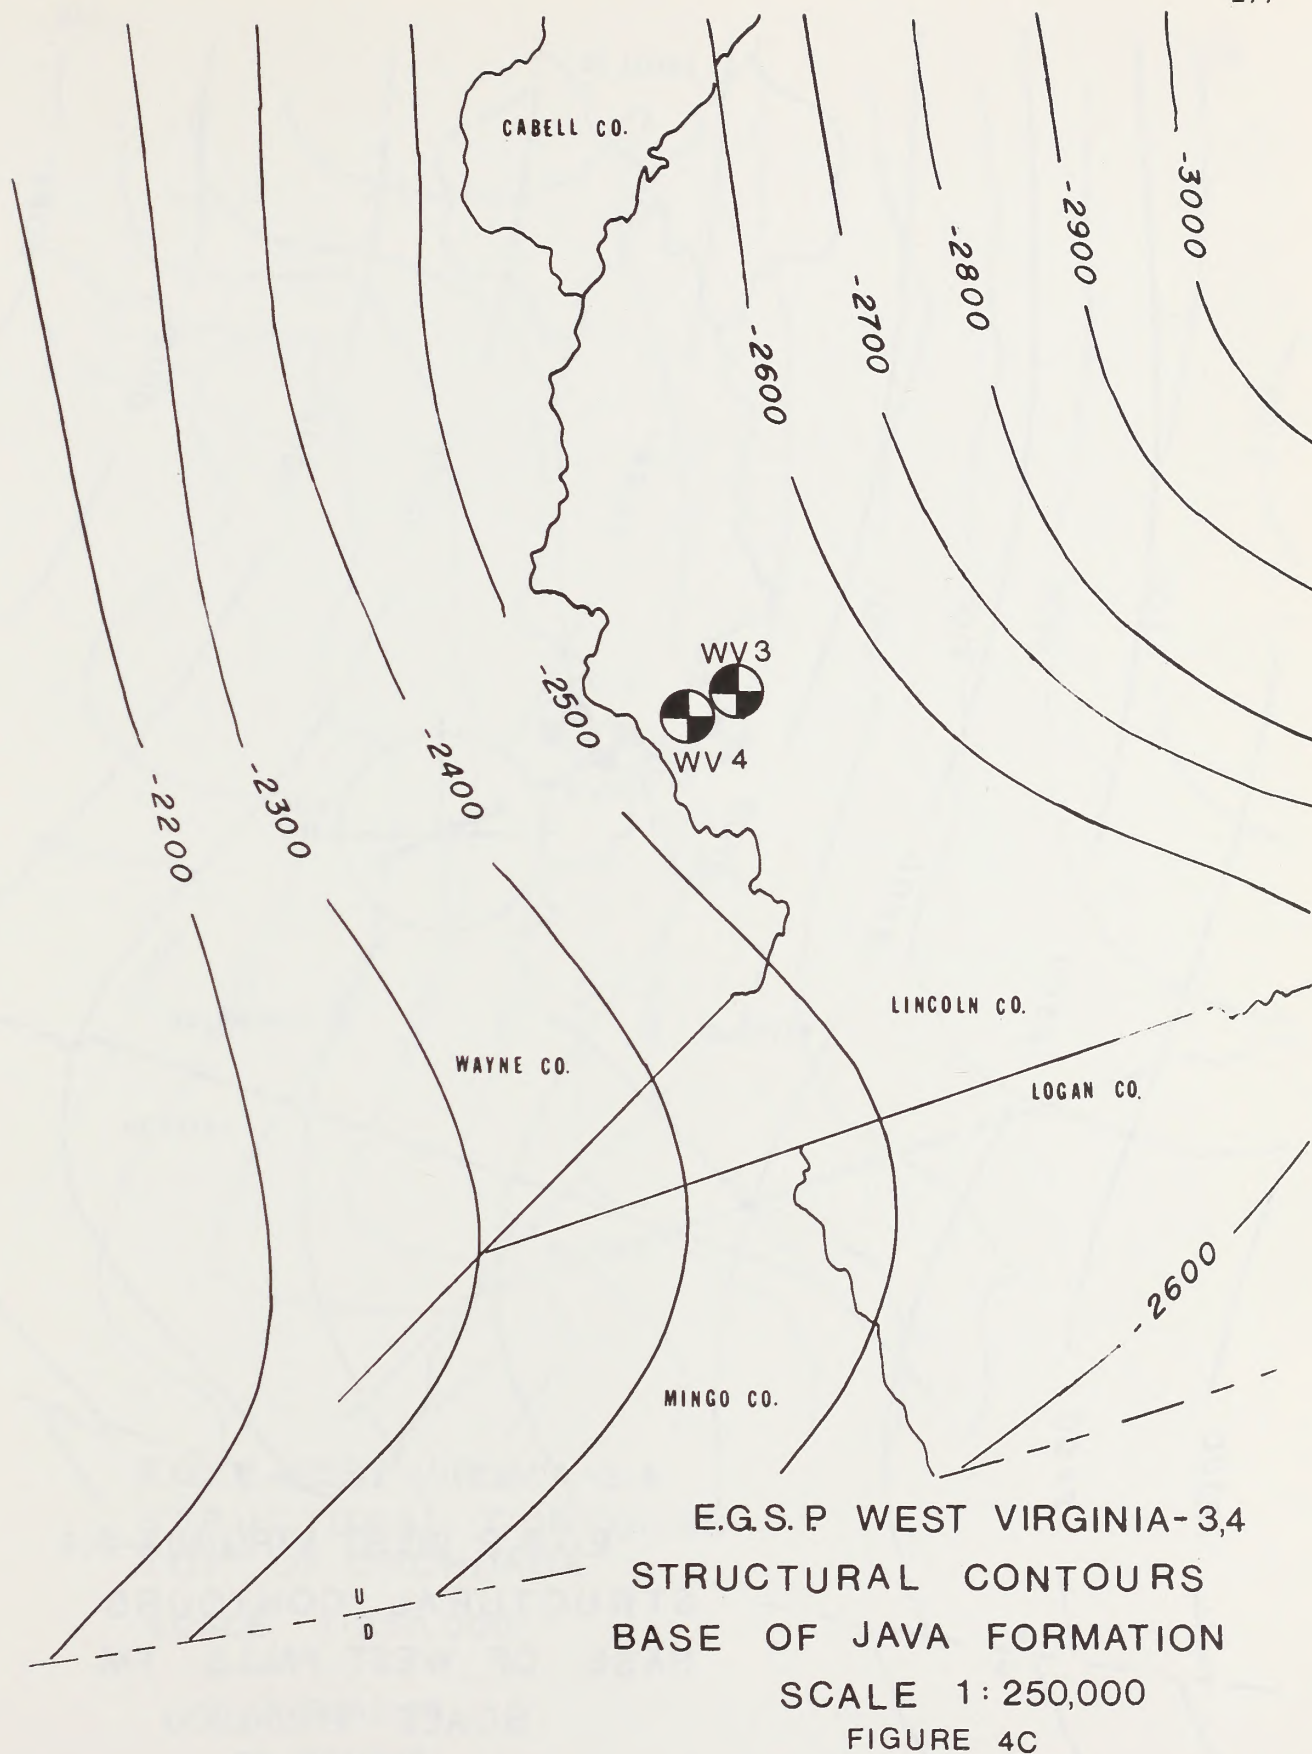 CABELL CO.
-3000
-2900
-2800
-2700
-2600
WV3
WV4
-2500
-2400
-2300
-2200
LINCOLN CO.
WAYNE CO.
LOGAN CO.
-2600
MINGO CO.
U
D
E.G.S.P. WEST VIRGINIA-3,4
STRUCTURAL CONTOURS
BASE OF JAVA FORMATION
SCALE 1:250,000
FIGURE 4C